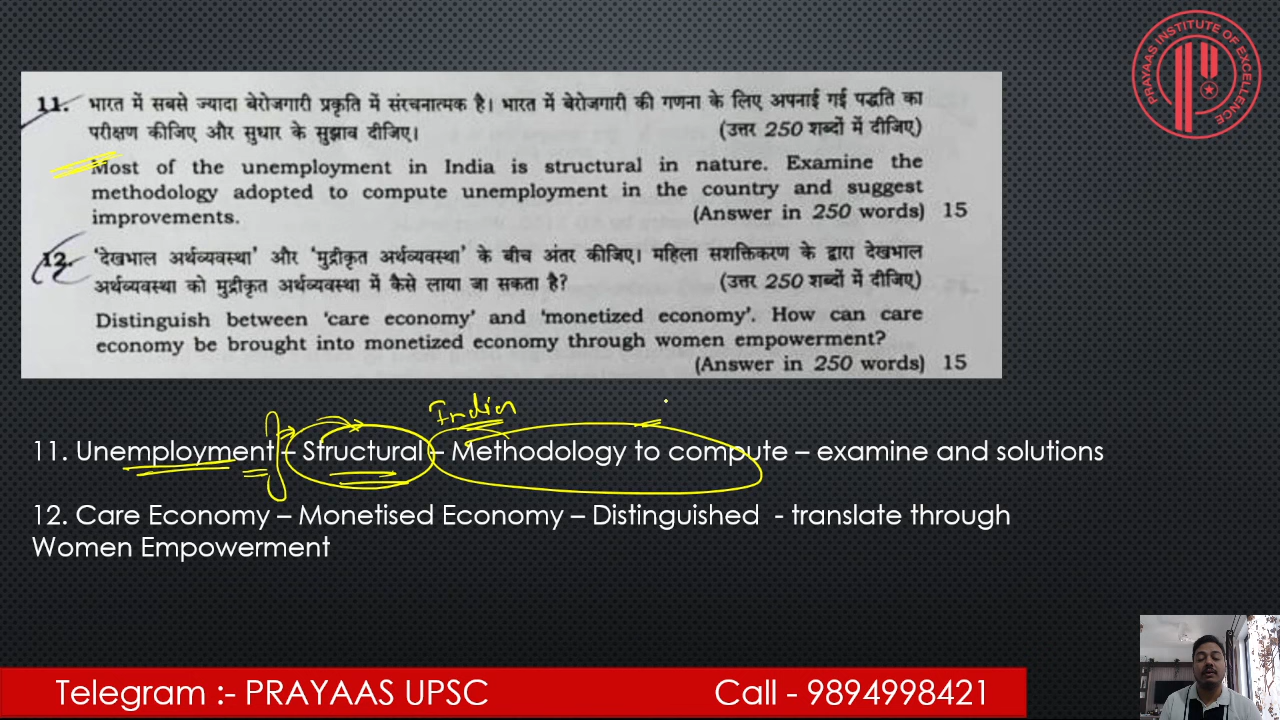 PRAYAAS INSTITUTE OF EXCELLENCE
11. भारत में सबसे ज्यादा बेरोजगारी प्रकृति में संरचनात्मक है। भारत में बेरोजगारी की गणना के लिए अपनाई गई पद्धति का
परीक्षण कीजिए और सुधार के सुझाव दीजिए। (उत्तर 250 शब्दों में दीजिए)
Most of the unemployment in India is structural in nature. Examine the
methodology adopted to compute unemployment in the country and suggest
improvements. (Answer in 250 words) 15
12. 'देखभाल अर्थव्यवस्था' और 'मुद्रीकृत अर्थव्यवस्था' के बीच अंतर कीजिए। महिला सशक्तिकरण के द्वारा देखभाल
अर्थव्यवस्था को मुद्रीकृत अर्थव्यवस्था में कैसे लाया जा सकता है? (उत्तर 250 शब्दों में दीजिए)
Distinguish between 'care economy' and 'monetized economy'. How can care
economy be brought into monetized economy through women empowerment?
(Answer in 250 words) 15
India
11. Unemployment – Structural – Methodology to compute – examine and solutions
12. Care Economy – Monetised Economy – Distinguished - translate through
Women Empowerment
Telegram :- PRAYAAS UPSC Call - 9894998421